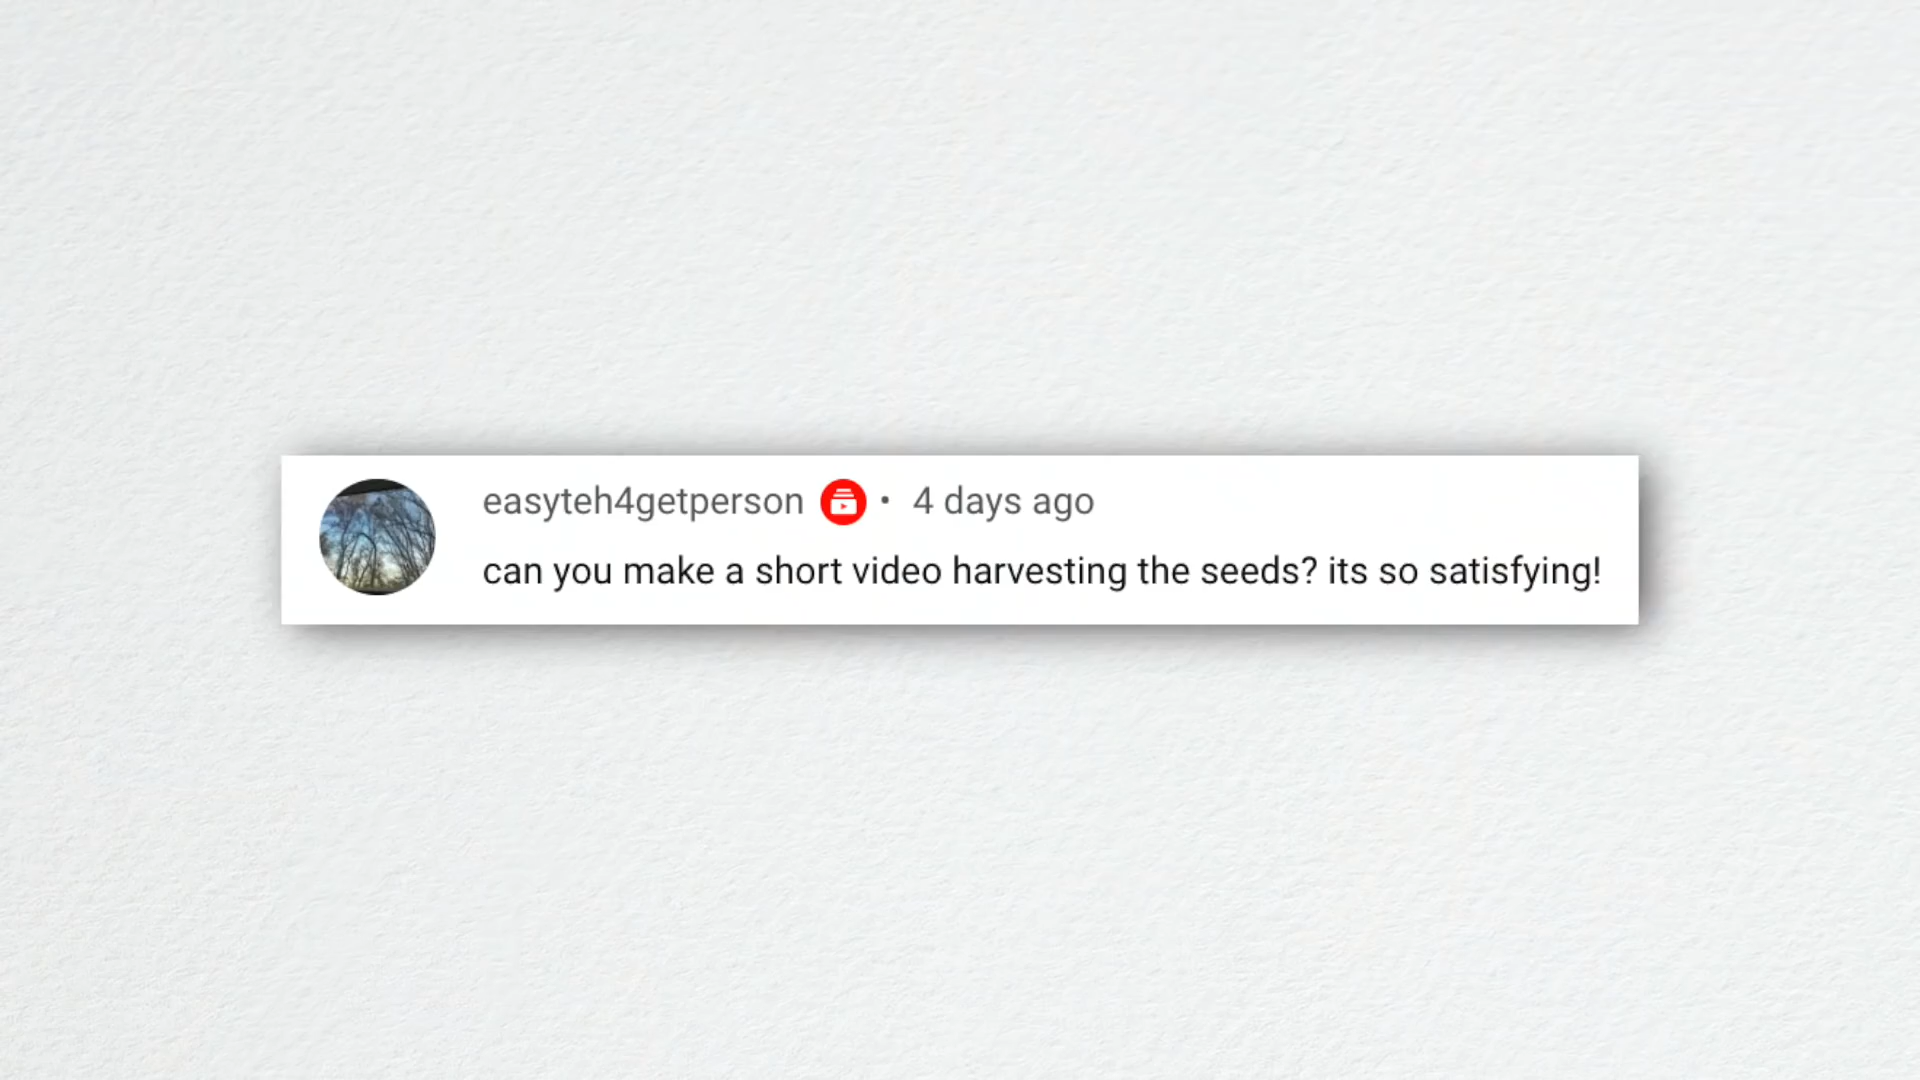 easyteh4getperson • 4 days ago
can you make a short video harvesting the seeds? its so satisfying!